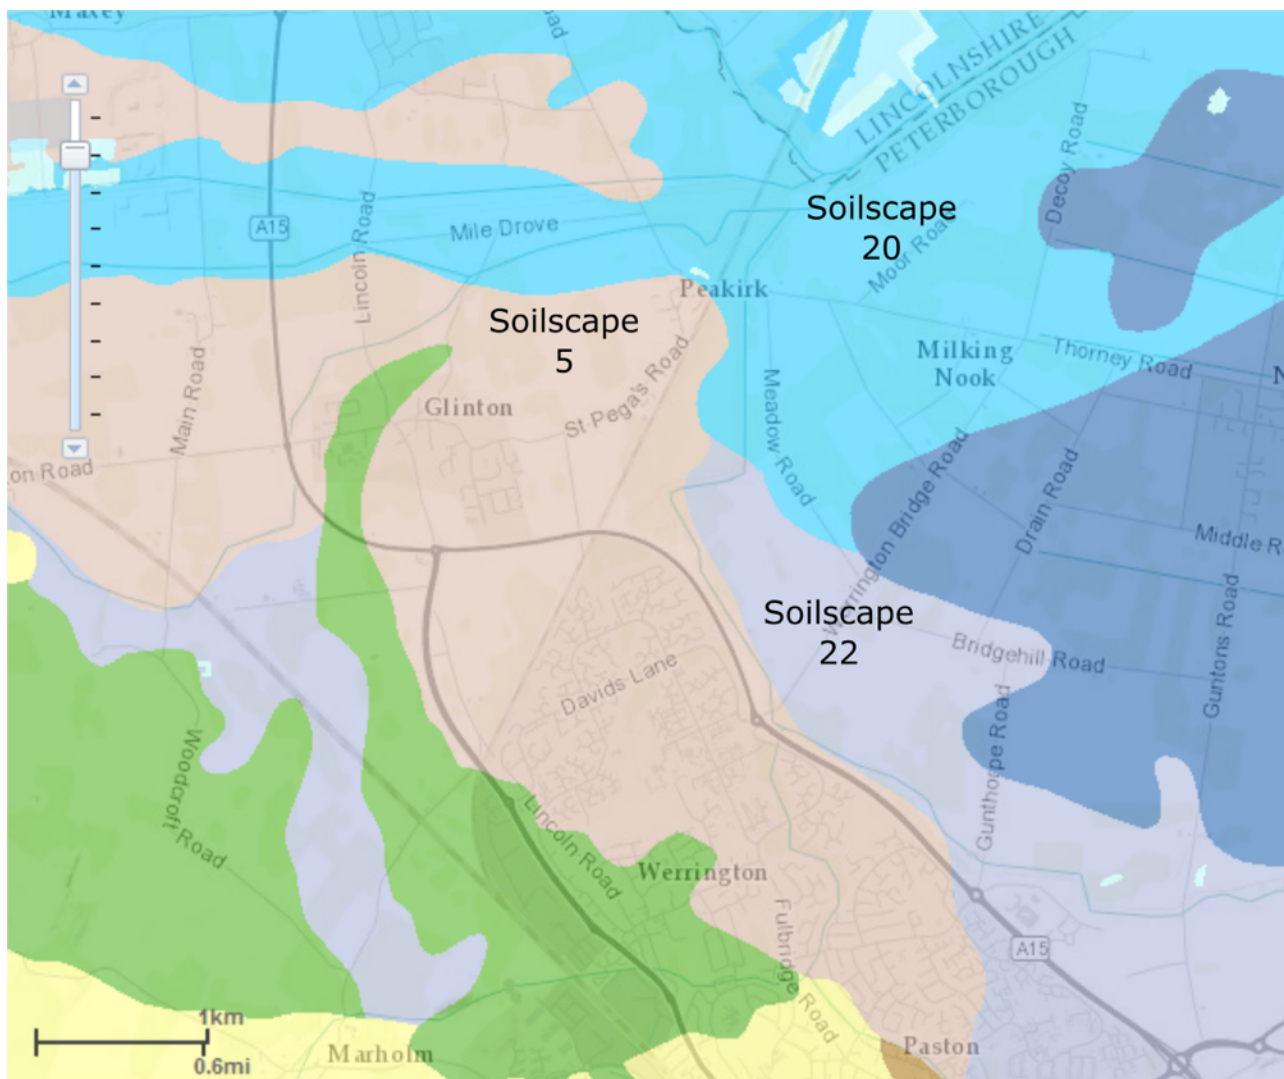 Maxey
oad
LINCOLNSHIRE
PETERBOROUGH
Decoy Road
Soilscape
20
A15
Lincoln Road
Mile Drove
Moor Road
Peakirk
Soilscape
5
Thorney Road
Milking
Nook
N
Main Road
Glinton
St Pega's Road
Meadow Road
on Road
Werrington Bridge Road
Drain Road
Middle R
Soilscape
22
Bridgehill Road
Guntons Road
Davids Lane
Gunthorpe Road
Woodcroft Road
Lincoln Road
Werrington
Fulbridge Road
A15
1km
0.6mi
Marholm
Paston